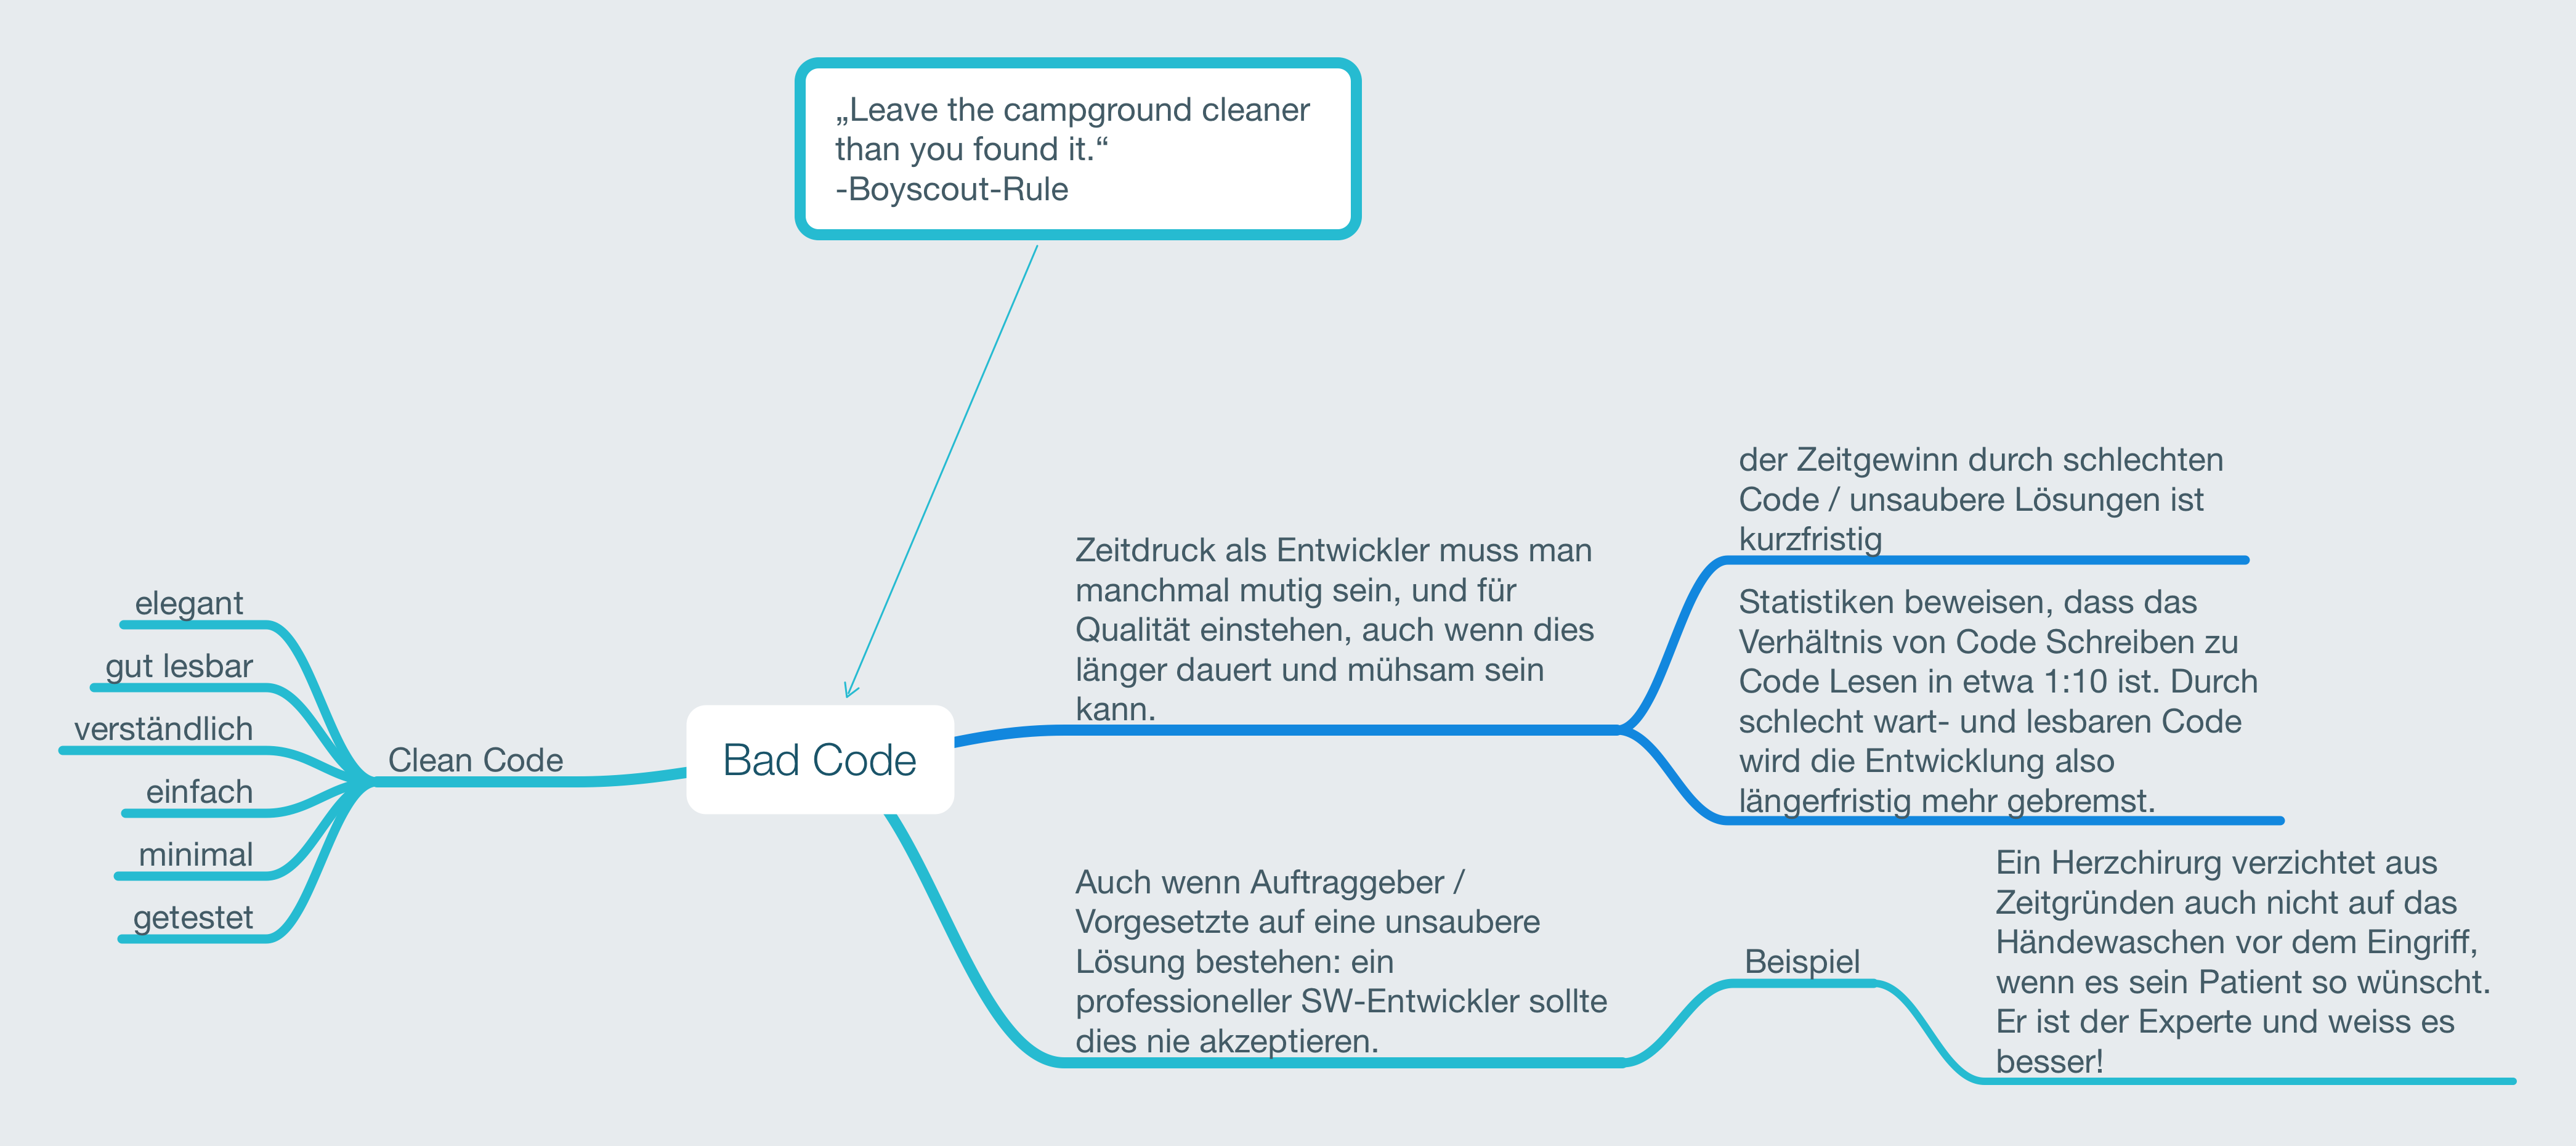 „Leave the campground cleaner
than you found it.“
-Boyscout-Rule
elegant
gut lesbar
verständlich
einfach
minimal
getestet
Clean Code
Bad Code
Zeitdruck als Entwickler muss man
manchmal mutig sein, und für
Qualität einstehen, auch wenn dies
länger dauert und mühsam sein
kann.
der Zeitgewinn durch schlechten
Code / unsaubere Lösungen ist
kurzfristig
Statistiken beweisen, dass das
Verhältnis von Code Schreiben zu
Code Lesen in etwa 1:10 ist. Durch
schlecht wart- und lesbaren Code
wird die Entwicklung also
längerfristig mehr gebremst.
Auch wenn Auftraggeber /
Vorgesetzte auf eine unsaubere
Lösung bestehen: ein
professioneller SW-Entwickler sollte
dies nie akzeptieren.
Beispiel
Ein Herzchirurg verzichtet aus
Zeitgründen auch nicht auf das
Händewaschen vor dem Eingriff,
wenn es sein Patient so wünscht.
Er ist der Experte und weiss es
besser!